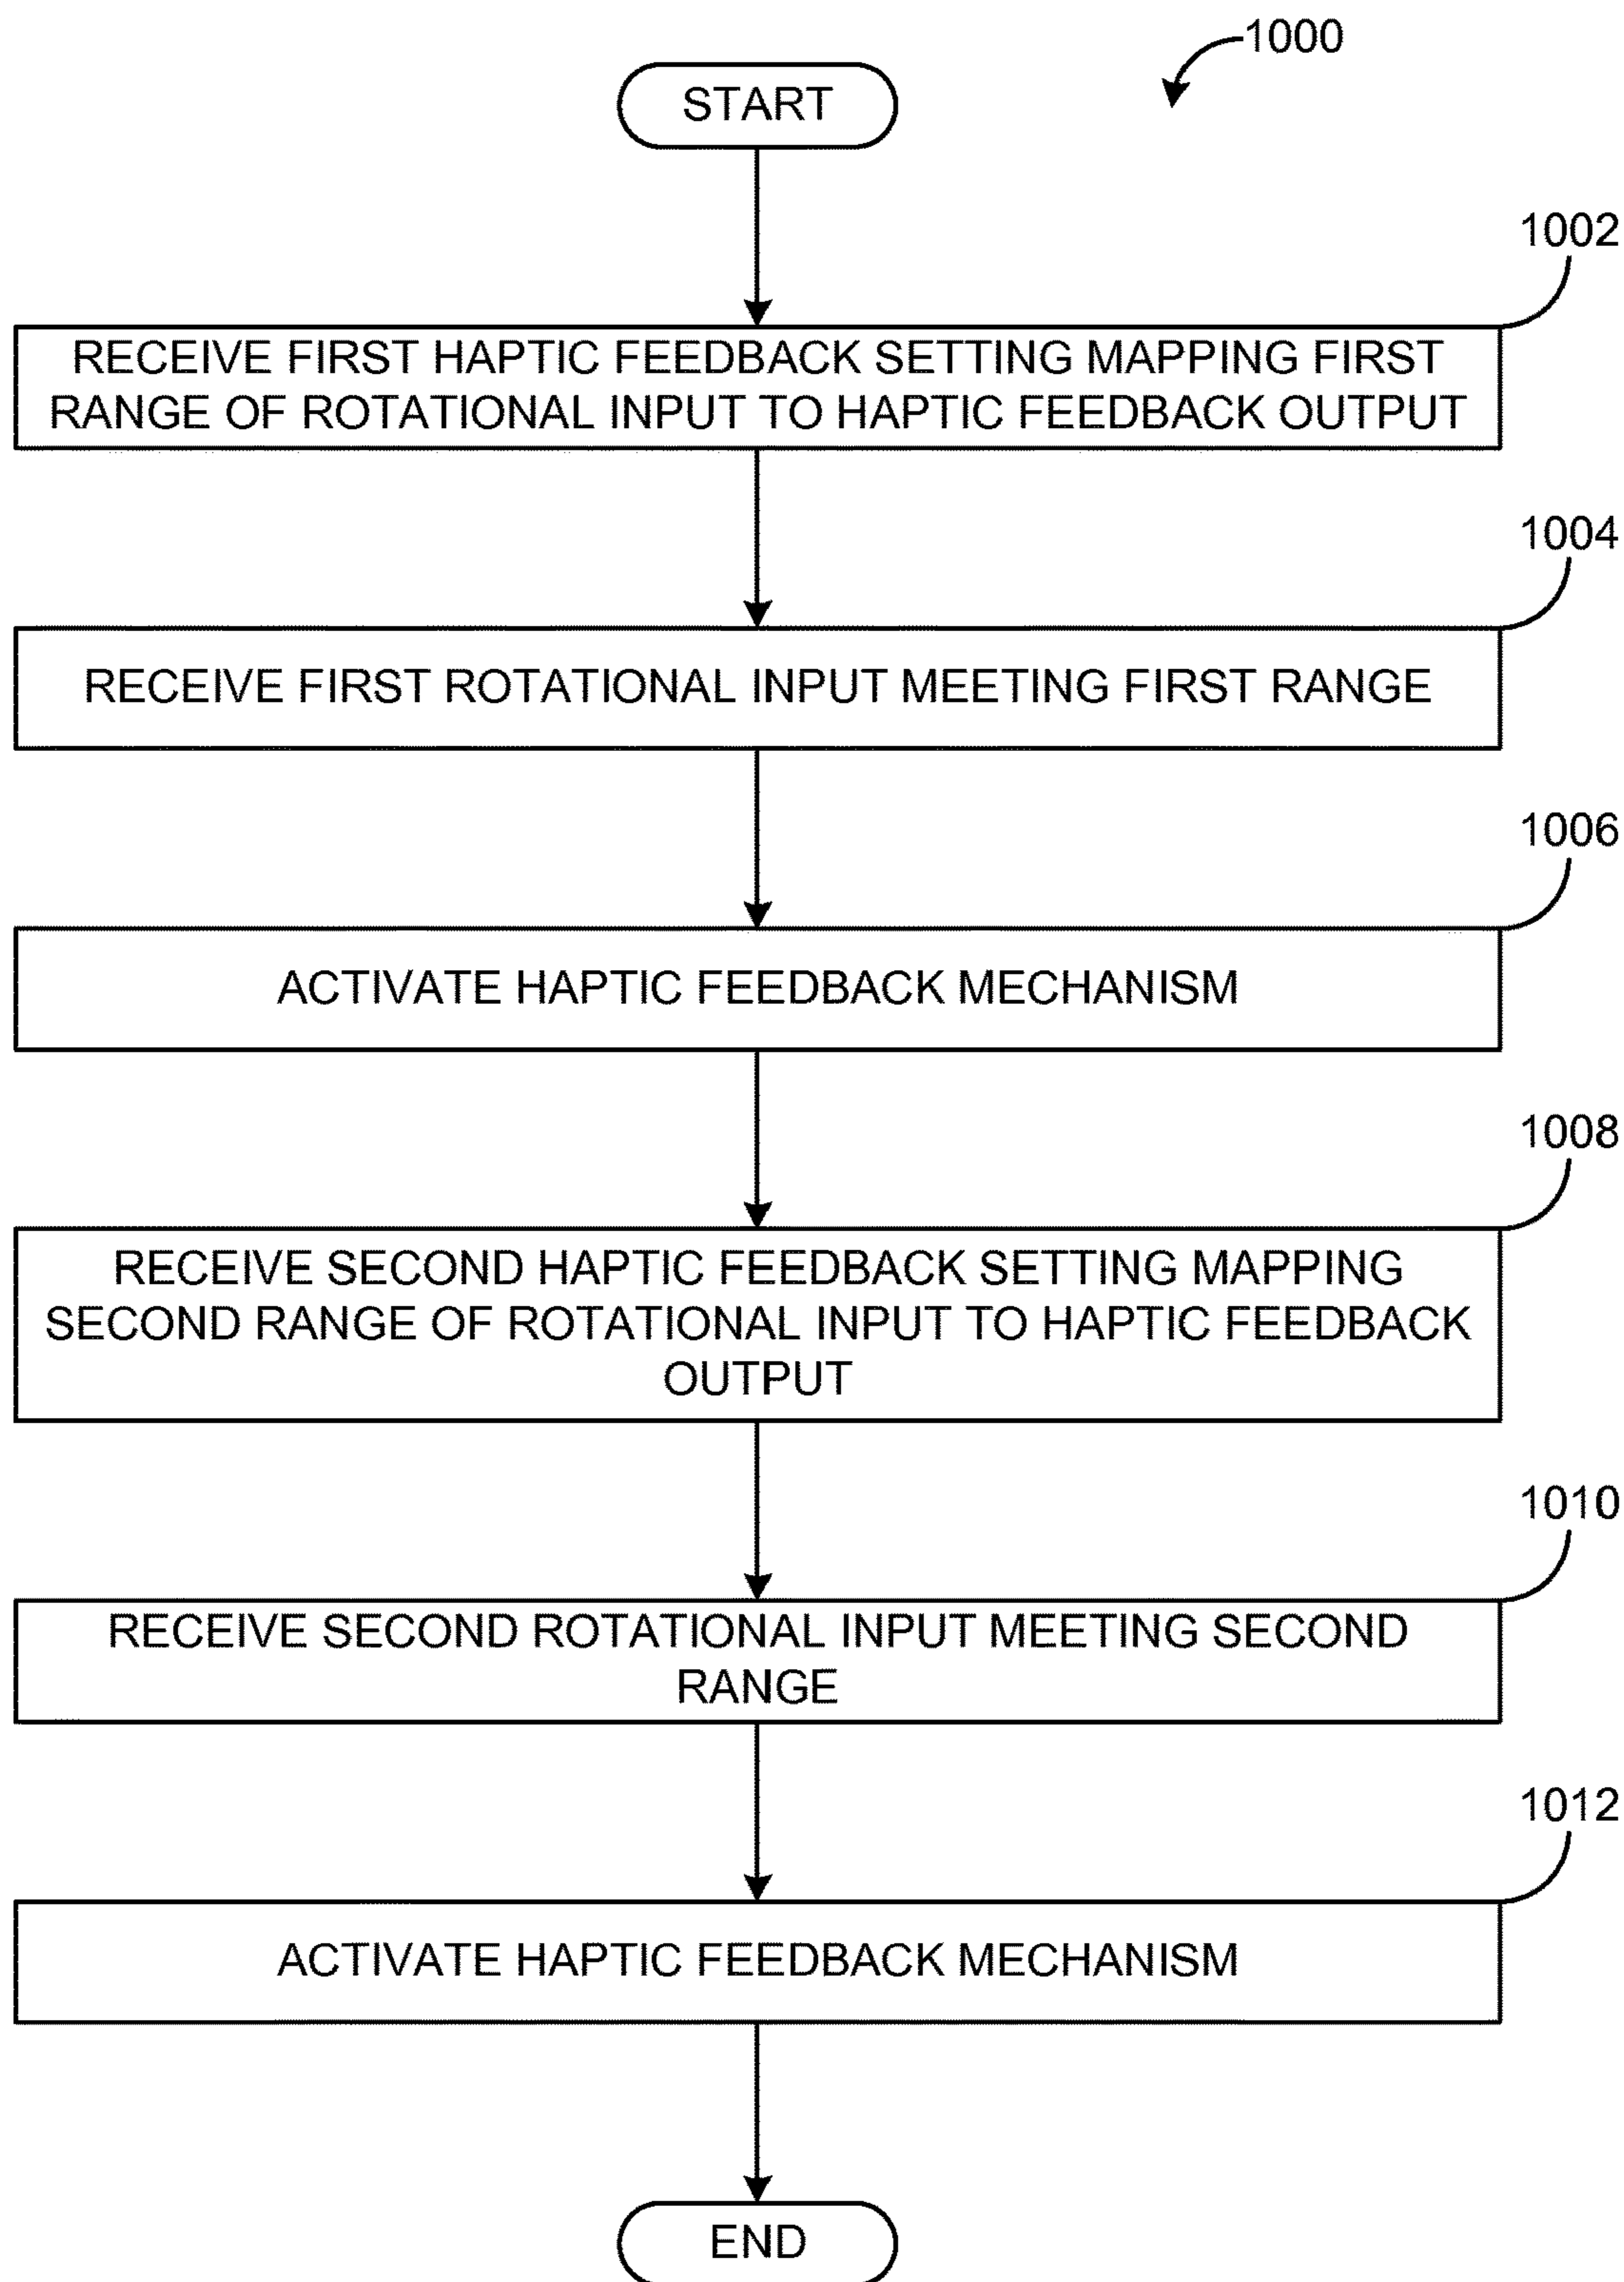 1000
START
1002
RECEIVE FIRST HAPTIC FEEDBACK SETTING MAPPING FIRST
RANGE OF ROTATIONAL INPUT TO HAPTIC FEEDBACK OUTPUT
1004
RECEIVE FIRST ROTATIONAL INPUT MEETING FIRST RANGE
1006
ACTIVATE HAPTIC FEEDBACK MECHANISM
1008
RECEIVE SECOND HAPTIC FEEDBACK SETTING MAPPING
SECOND RANGE OF ROTATIONAL INPUT TO HAPTIC FEEDBACK
OUTPUT
1010
RECEIVE SECOND ROTATIONAL INPUT MEETING SECOND
RANGE
1012
ACTIVATE HAPTIC FEEDBACK MECHANISM
END